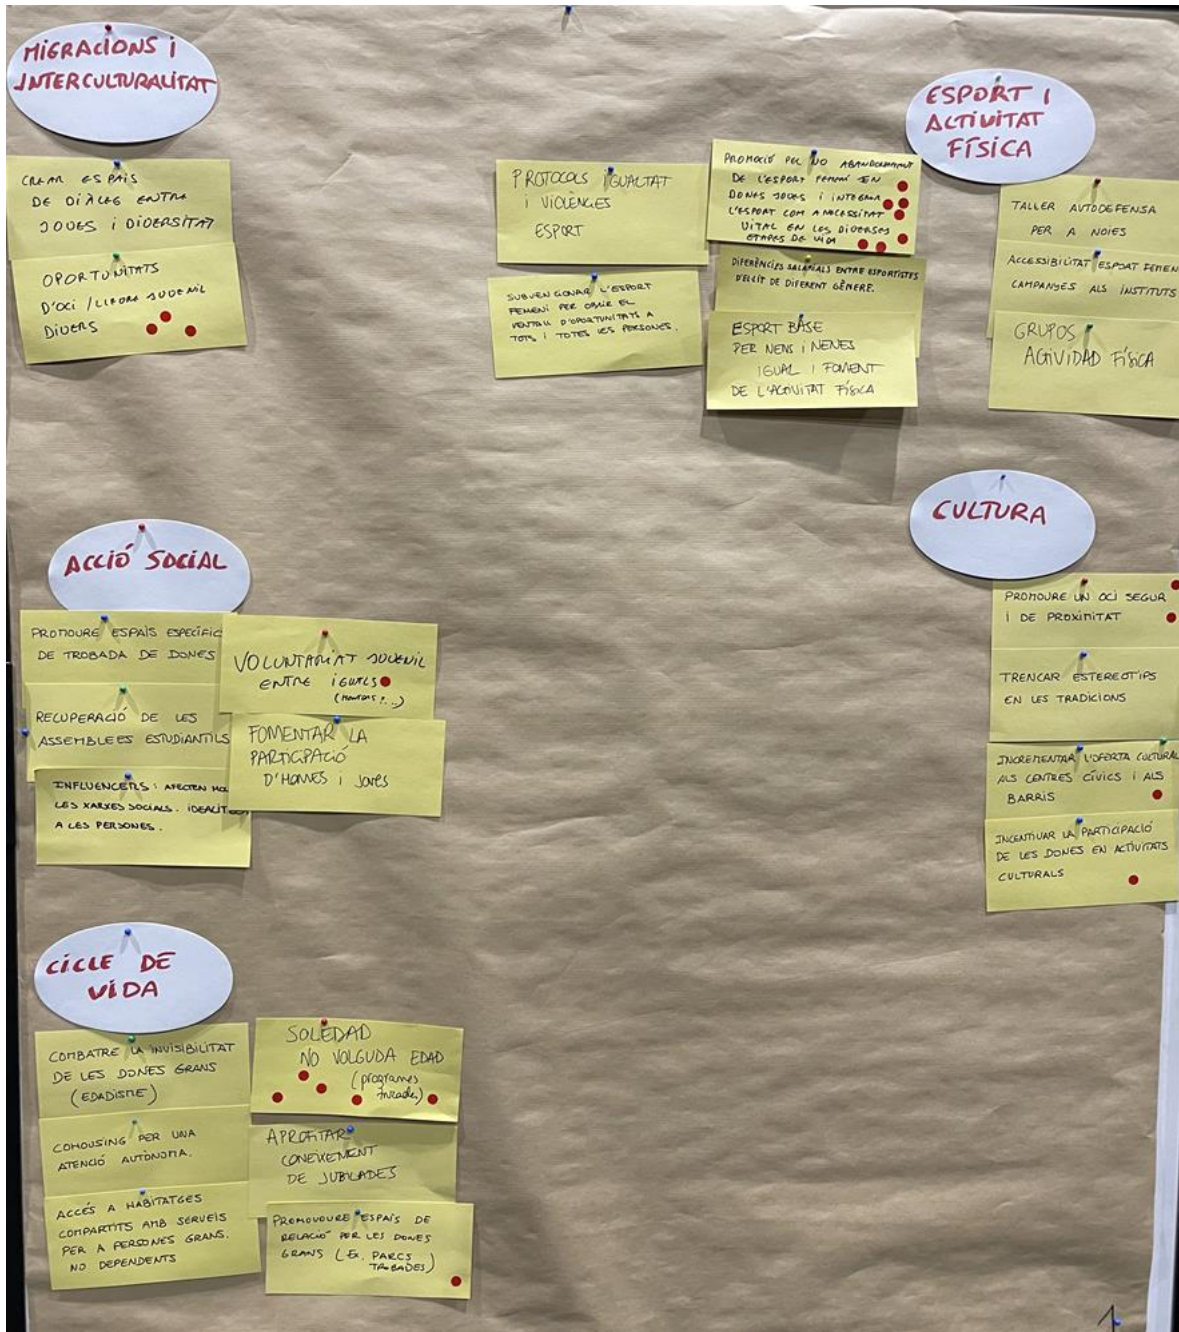 MIGRACIONS I
INTERCULTURALITAT
CREAR ESPAIS
DE DIÀLEG ENTRE
JOVES I DIVERSITAT
OPORTUNITATS
D'OCI / LLEURE JUVENIL
DIVERS
PROTOCOLS IGUALTAT
I VIOLÈNCIES
ESPORT
SUBVENCIONAR L'ESPORT
FEMENÍ PER OBRIR EL
VENTALL D'OPORTUNITATS A
TOTS I TOTES LES PERSONES.
PROMOCIÓ PEL NO ABANDONAMENT
DE L'ESPORT FEMENÍ EN
DONES JOVES I INTEGRAR
L'ESPORT COM A NECESSITAT
VITAL EN LES DIVERSES
ETAPES DE VIDA
DIFERÈNCIES SALARIALS ENTRE ESPORTISTES
D'ELIT DE DIFERENT GÈNERE.
ESPORT BASE
PER NENS I NENES
IGUAL I FOMENT
DE L'ACTIVITAT FÍSICA
ESPORT I
ACTIVITAT
FÍSICA
TALLER AUTODEFENSA
PER A NOIES
ACCESSIBILITAT ESPORT FEMEN
CAMPANYES ALS INSTITUTS
GRUPOS
ACTIVIDAD FÍSICA
ACCIÓ SOCIAL
PROMOURE ESPAIS ESPECÍFIC
DE TROBADA DE DONES
RECUPERACIÓ DE LES
ASSEMBLEES ESTUDIANTILS
INFLUENCERS: AFECTEN MO
LES XARXES SOCIALS. IDEALITZ
A LES PERSONES.
VOLUNTARIAT JUVENIL
ENTRE IGUALS
FOMENTAR LA
PARTICIPACIÓ
D'HOMES i joves
CULTURA
PROMOURE UN OCI SEGUR
I DE PROXIMITAT
TRENCAR ESTEREOTIPS
EN LES TRADICIONS
INCREMENTAR L'OFERTA CULTURAL
ALS CENTRES CÍVICS I ALS
BARRIS
INCENTIVAR LA PARTICIPACIÓ
DE LES DONES EN ACTIVITATS
CULTURALS
CICLE DE
VIDA
COMBATRE LA INVISIBILITAT
DE LES DONES GRANS
(EDADISME)
COHOUSING PER UNA
ATENCIÓ AUTÒNOMA.
ACCÉS A HABITATGES
COMPARTITS AMB SERVEIS
PER A PERSONES GRANS.
NO DEPENDENTS
SOLEDAD
NO VOLGUDA EDAD
(programes
APROFITAR
CONEIXEMENT
DE JUBILADES
PROMOVOURE ESPAIS DE
RELACIÓ PER LES DONES
GRANS (EX. PARCS
TROBADES)
1